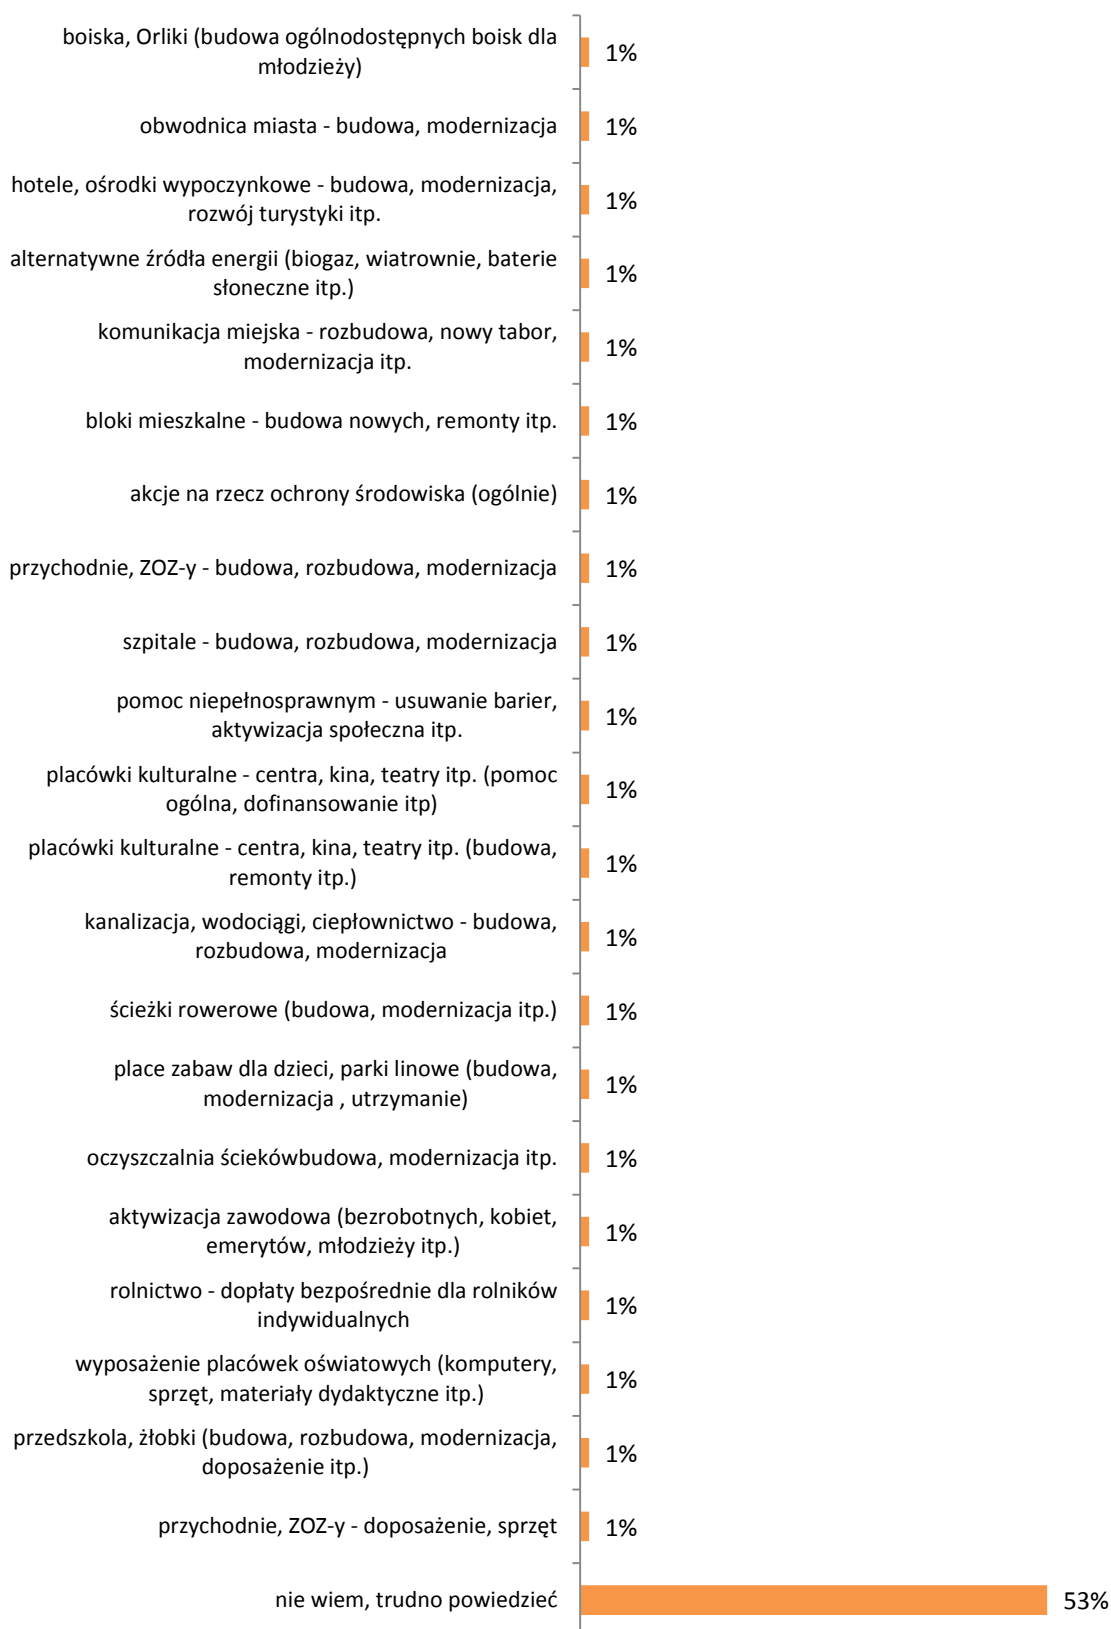 boiska, Orliki (budowa ogólnodostępnych boisk dla
młodzieży)
1%
obwodnica miasta - budowa, modernizacja
1%
hotele, ośrodki wypoczynkowe - budowa, modernizacja,
rozwój turystyki itp.
1%
alternatywne źródła energii (biogaz, wiatrownie, baterie
słoneczne itp.)
1%
komunikacja miejska - rozbudowa, nowy tabor,
modernizacja itp.
1%
bloki mieszkalne - budowa nowych, remonty itp.
1%
akcje na rzecz ochrony środowiska (ogólnie)
1%
przychodnie, ZOZ-y - budowa, rozbudowa, modernizacja
1%
szpitale - budowa, rozbudowa, modernizacja
1%
pomoc niepełnosprawnym - usuwanie barier,
aktywizacja społeczna itp.
1%
placówki kulturalne - centra, kina, teatry itp. (pomoc
ogólna, dofinansowanie itp)
1%
placówki kulturalne - centra, kina, teatry itp. (budowa,
remonty itp.)
1%
kanalizacja, wodociągi, ciepłownictwo - budowa,
rozbudowa, modernizacja
1%
ścieżki rowerowe (budowa, modernizacja itp.)
1%
place zabaw dla dzieci, parki linowe (budowa,
modernizacja , utrzymanie)
1%
oczyszczalnia ściekówbudowa, modernizacja itp.
1%
aktywizacja zawodowa (bezrobotnych, kobiet,
emerytów, młodzieży itp.)
1%
rolnictwo - dopłaty bezpośrednie dla rolników
indywidualnych
1%
wyposażenie placówek oświatowych (komputery,
sprzęt, materiały dydaktyczne itp.)
1%
przedszkola, żłobki (budowa, rozbudowa, modernizacja,
doposażenie itp.)
1%
przychodnie, ZOZ-y - doposażenie, sprzęt
1%
nie wiem, trudno powiedzieć
53%